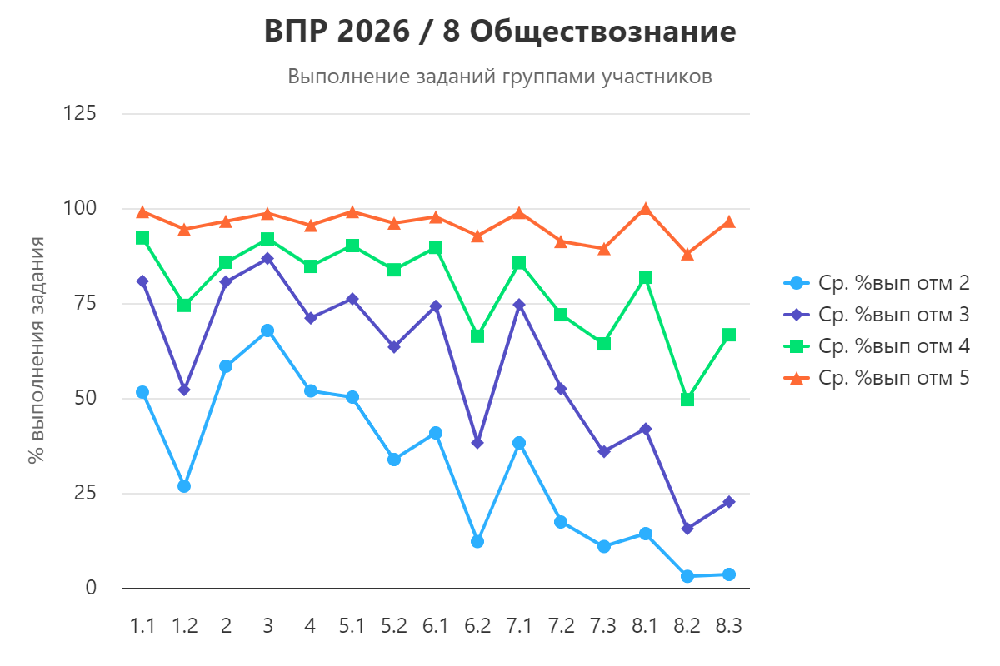 ВПР 2026 / 8 Обществознание
Выполнение заданий группами участников
% выполнения задания
125
100
75
50
25
0
1.1 1.2 2 3 4 5.1 5.2 6.1 6.2 7.1 7.2 7.3 8.1 8.2 8.3
Ср. %вып отм 2
Ср. %вып отм 3
Ср. %вып отм 4
Ср. %вып отм 5